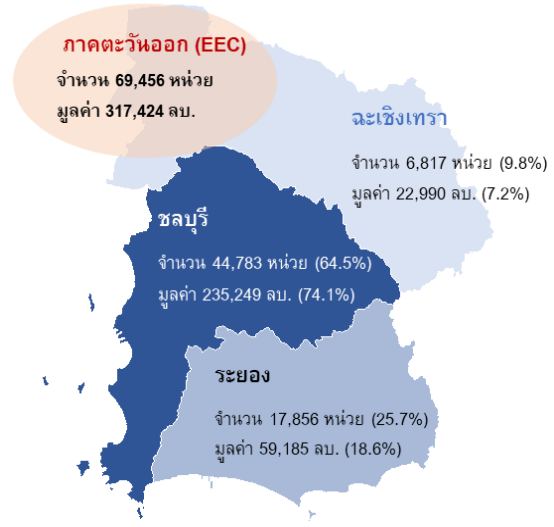 ภาคตะวันออก (EEC)
จำนวน 69,456 หน่วย
มูลค่า 317,424 ลบ.
ฉะเชิงเทรา
จำนวน 6,817 หน่วย (9.8%)
มูลค่า 22,990 ลบ. (7.2%)
ชลบุรี
จำนวน 44,783 หน่วย (64.5%)
มูลค่า 235,249 ลบ. (74.1%)
ระยอง
จำนวน 17,856 หน่วย (25.7%)
มูลค่า 59,185 ลบ. (18.6%)